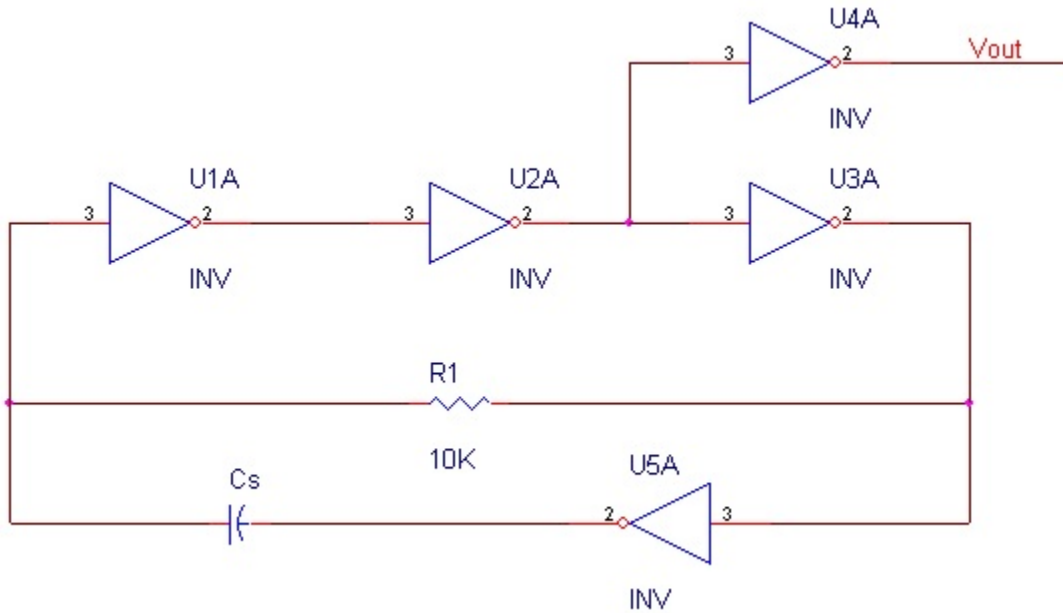 U4A
3 2 Vout
INV
U1A U2A U3A
3 2 3 2 3 2
INV INV INV
R1
10K
Cs U5A
2 3
INV